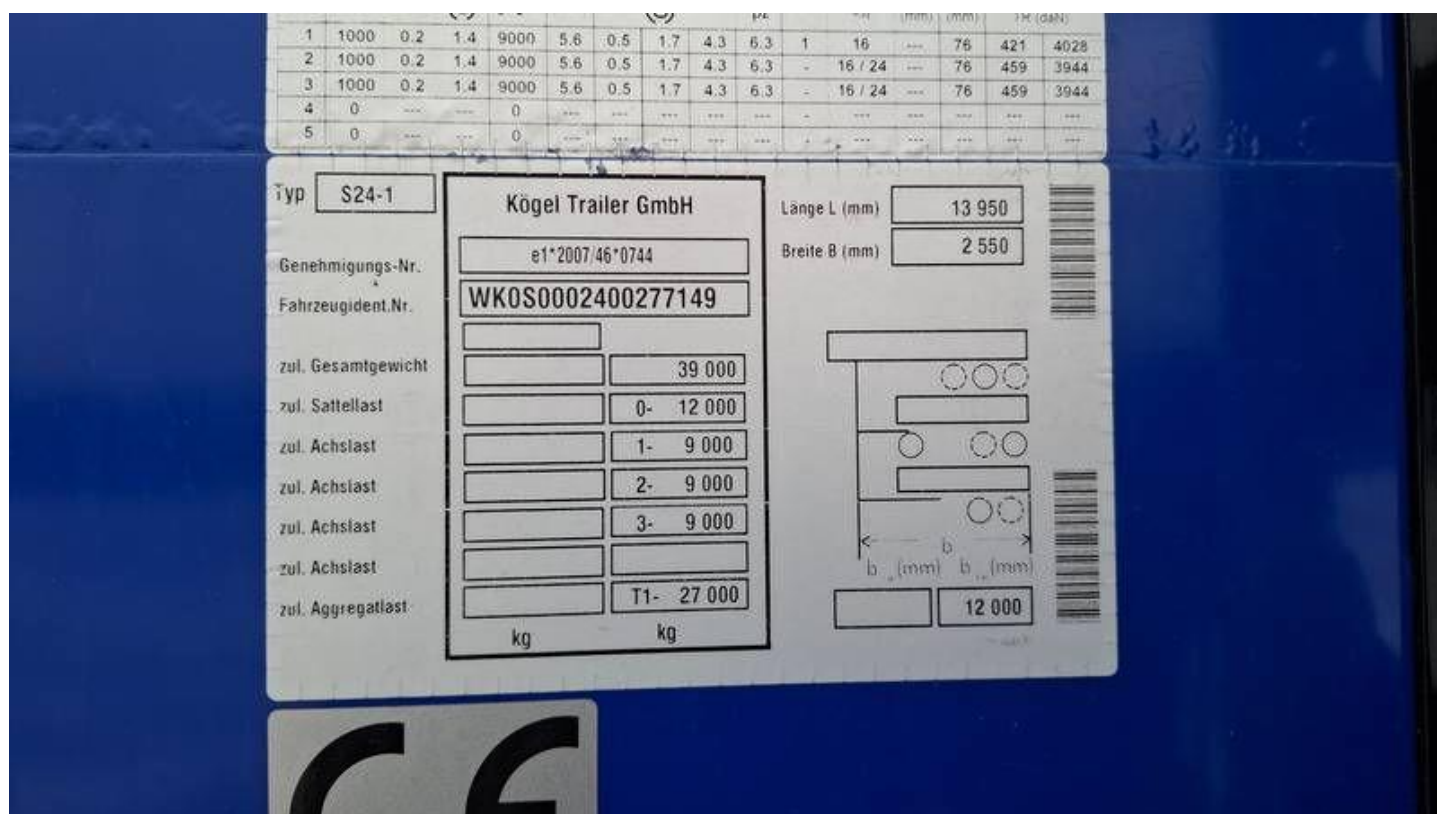 pz (mm) (mm) TR (daN)
1 1000 0.2 1.4 9000 5.6 0.5 1.7 4.3 6.3 1 16 --- 76 421 4028
2 1000 0.2 1.4 9000 5.6 0.5 1.7 4.3 6.3 - 16 / 24 --- 76 459 3944
3 1000 0.2 1.4 9000 5.6 0.5 1.7 4.3 6.3 - 16 / 24 --- 76 459 3944
4 0 --- --- 0 --- --- --- --- --- - --- --- --- --- ---
5 0 --- --- 0 --- --- --- --- --- - --- --- --- --- ---
Typ S24-1 Kögel Trailer GmbH Länge L (mm) 13 950
Breite B (mm) 2 550
Genehmigungs-Nr. e1*2007/46*0744
Fahrzeugident.Nr. WK0S0002400277149
zul. Gesamtgewicht 39 000
zul. Sattellast 0- 12 000
zul. Achslast 1- 9 000
zul. Achslast 2- 9 000
zul. Achslast 3- 9 000
zul. Achslast
zul. Aggregatlast T1- 27 000
kg kg
b
b (mm) b (mm)
12 000
CE